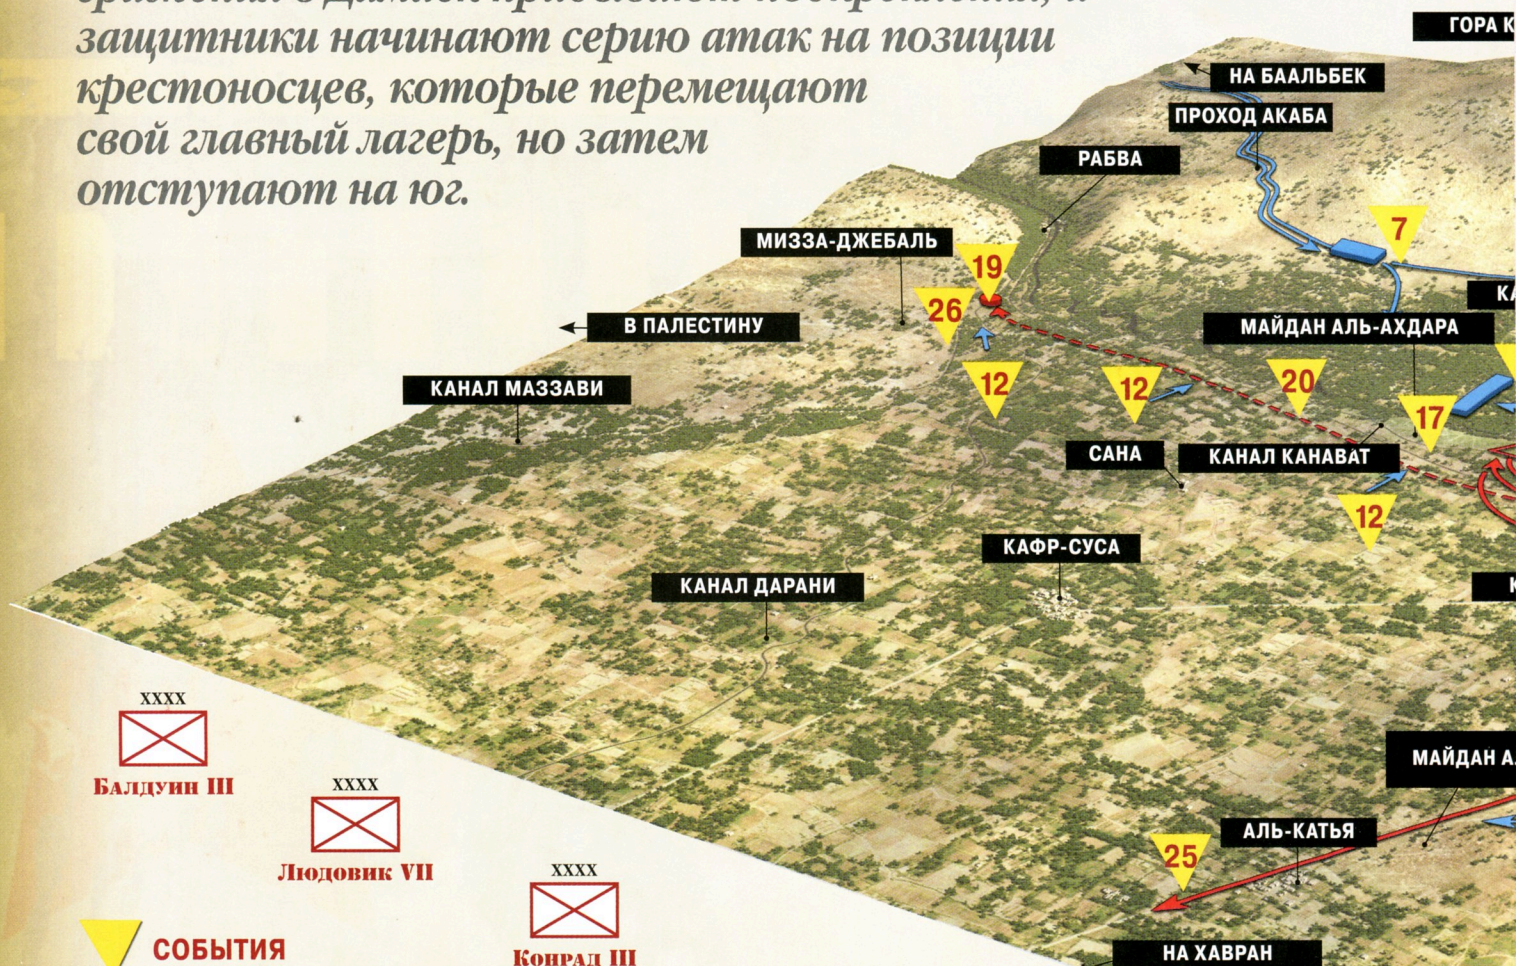 защитники начинают серию атак на позиции
крестоносцев, которые перемещают
свой главный лагерь, но затем
отступают на юг.
ГОРА К
НА БААЛЬБЕК
ПРОХОД АКАБА
РАБВА
7
МИЗЗА-ДЖЕБАЛЬ
19
26
КА
В ПАЛЕСТИНУ
МАЙДАН АЛЬ-АХДАРА
КАНАЛ МАЗЗАВИ
12
12
20
17
САНА
КАНАЛ КАНАВАТ
12
КАФР-СУСА
КАНАЛ ДАРАНИ
К
XXXX
Балдуин III
XXXX
Людовик VII
XXXX
Конрад III
МАЙДАН А
АЛЬ-КАТЬЯ
25
НА ХАВРАН
СОБЫТИЯ